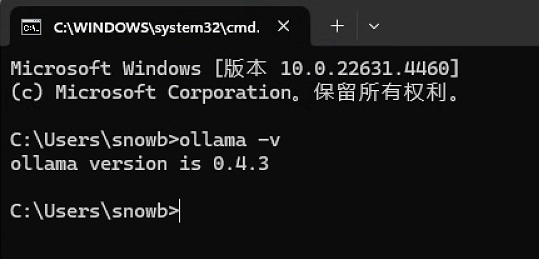 C:\WINDOWS\system32\cmd.
Microsoft Windows [版本 10.0.22631.4460]
(c) Microsoft Corporation。保留所有权利。
C:\Users\snowb>ollama -v
ollama version is 0.4.3
C:\Users\snowb>